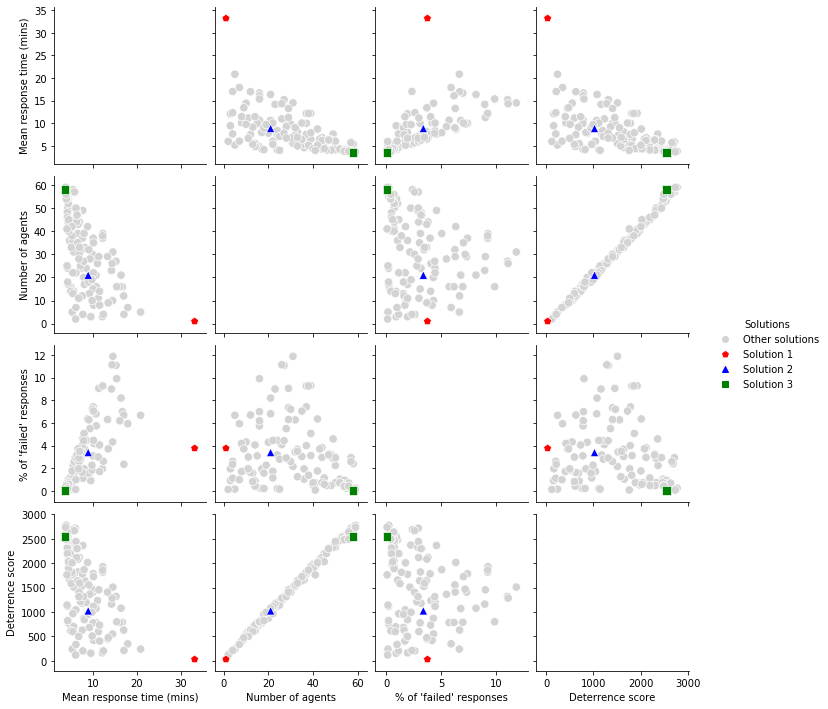 35
30
25
20
15
10
5
Mean response time (mins)
60
50
40
30
20
10
0
Number of agents
12
10
8
6
4
2
0
% of 'failed' responses
3000
2500
2000
1500
1000
500
0
Deterrence score
10 20 30
Mean response time (mins)
0 20 40 60
Number of agents
0 5 10
% of 'failed' responses
0 1000 2000 3000
Deterrence score
Solutions
Other solutions
Solution 1
Solution 2
Solution 3